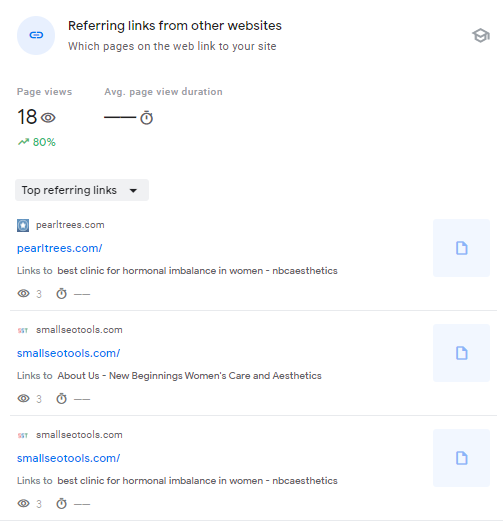 Referring links from other websites
Which pages on the web link to your site
Page views
Avg. page view duration
18
——
80%
Top referring links
pearltrees.com
pearltrees.com/
Links to best clinic for hormonal imbalance in women - nbcaesthetics
3 ——
smallseotools.com
smallseotools.com/
Links to About Us - New Beginnings Women's Care and Aesthetics
3 ——
smallseotools.com
smallseotools.com/
Links to best clinic for hormonal imbalance in women - nbcaesthetics
3 ——